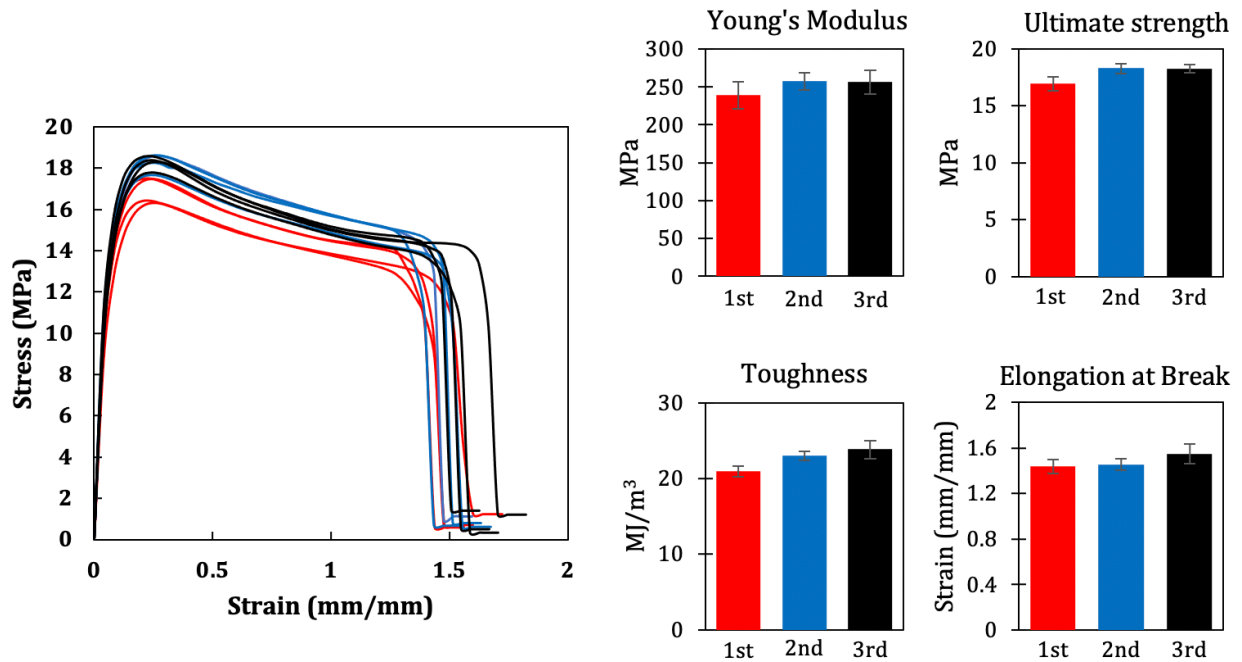 20
18
16
14
12
10
8
6
4
2
0
Stress (MPa)
0 0.5 1 1.5 2
Strain (mm/mm)
Young's Modulus
300
250
200
150
100
50
0
MPa
1st 2nd 3rd
Ultimate strength
20
15
17
5
0
MPa
1st 2nd 3rd
Toughness
30
20
10
0
MJ/m³
1st 2nd 3rd
Elongation at Break
2
1.6
1.2
0.8
0.4
0
Strain (mm/mm)
1st 2nd 3rd